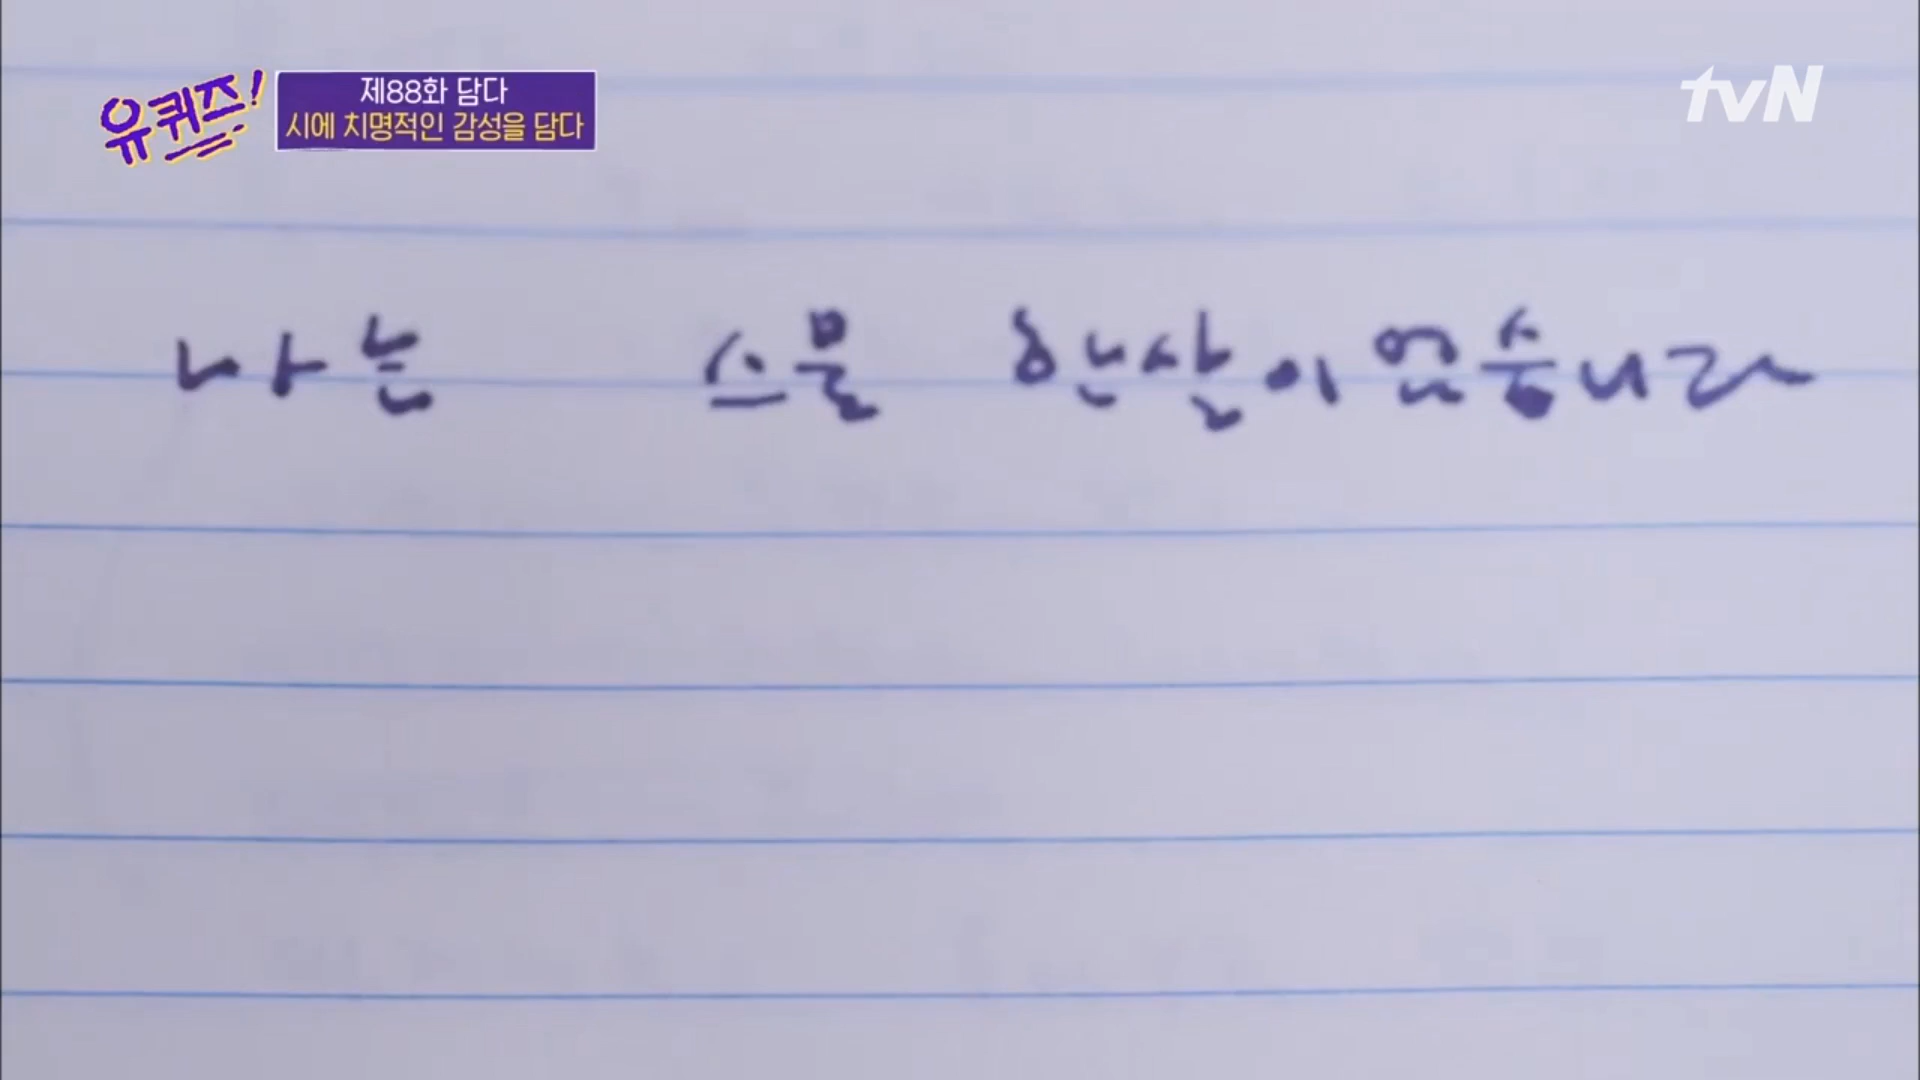 유퀴즈!
제88화 담다
시에 치명적인 감성을 담다
tvN
나는 스물 한살이 없습니다